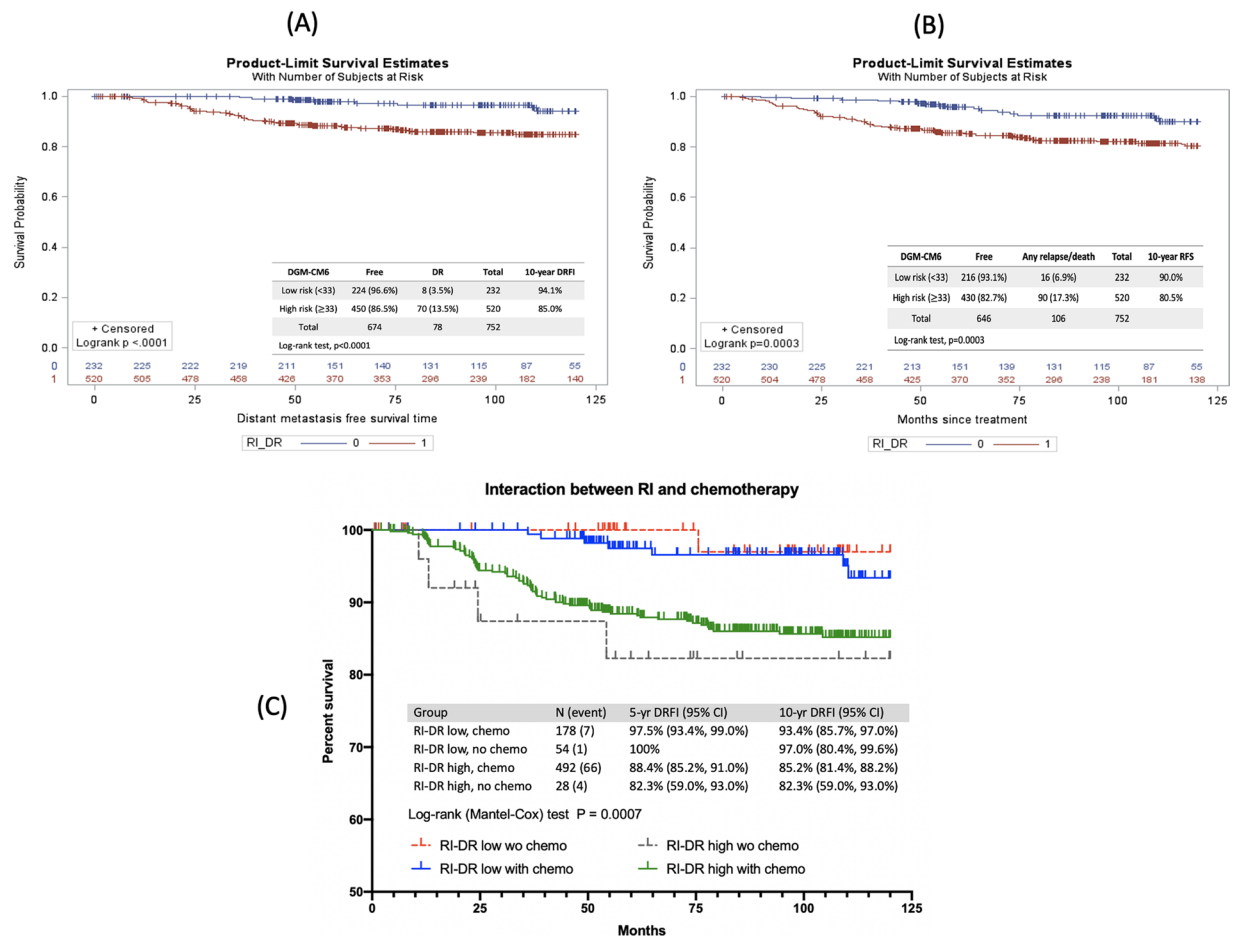 (A)
Product-Limit Survival Estimates
With Number of Subjects at Risk
Survival Probability
1.0
0.8
0.6
0.4
0.2
0.0
DGM-CM6 Free DR Total 10-year DRFI
Low risk (<33) 224 (96.6%) 8 (3.5%) 232 94.1%
High risk (≥33) 450 (86.5%) 70 (13.5%) 520 85.0%
Total 674 78 752
Log-rank test, p<0.0001
+ Censored
Logrank p <.0001
0 232 225 222 219 211 151 140 131 115 87 55
1 520 505 478 458 426 370 353 296 239 182 140
0 25 50 75 100 125
Distant metastasis free survival time
RI_DR 0 1
(B)
Product-Limit Survival Estimates
With Number of Subjects at Risk
Survival Probability
1.0
0.8
0.6
0.4
0.2
0.0
DGM-CM6 Free Any relapse/death Total 10-year RFS
Low risk (<33) 216 (93.1%) 16 (6.9%) 232 90.0%
High risk (≥33) 430 (82.7%) 90 (17.3%) 520 80.5%
Total 646 106 752
Log-rank test, p=0.0003
+ Censored
Logrank p=0.0003
0 232 230 225 221 213 151 139 131 115 87 55
1 520 504 478 458 425 370 352 296 238 181 138
0 25 50 75 100 125
Months since treatment
RI_DR 0 1
(C)
Interaction between RI and chemotherapy
Percent survival
100
90
80
70
60
50
Group N (event) 5-yr DRFI (95% CI) 10-yr DRFI (95% CI)
RI-DR low, chemo 178 (7) 97.5% (93.4%, 99.0%) 93.4% (85.7%, 97.0%)
RI-DR low, no chemo 54 (1) 100% 97.0% (80.4%, 99.6%)
RI-DR high, chemo 492 (66) 88.4% (85.2%, 91.0%) 85.2% (81.4%, 88.2%)
RI-DR high, no chemo 28 (4) 82.3% (59.0%, 93.0%) 82.3% (59.0%, 93.0%)
Log-rank (Mantel-Cox) test P = 0.0007
RI-DR low wo chemo RI-DR high wo chemo
RI-DR low with chemo RI-DR high with chemo
0 25 50 75 100 125
Months